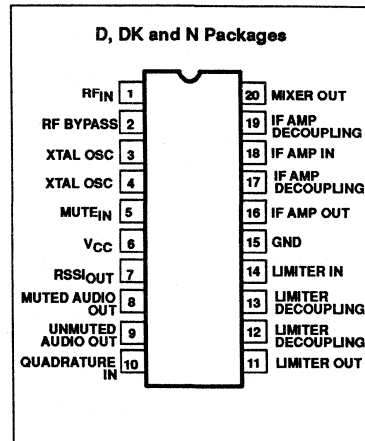 D, DK and N Packages
RFIN 1
RF BYPASS 2
XTAL OSC 3
XTAL OSC 4
MUTEIN 5
VCC 6
RSSIOUT 7
MUTED AUDIO
OUT 8
UNMUTED
AUDIO OUT 9
QUADRATURE
IN 10
20 MIXER OUT
19 IF AMP
DECOUPLING
18 IF AMP IN
17 IF AMP
DECOUPLING
16 IF AMP OUT
15 GND
14 LIMITER IN
13 LIMITER
DECOUPLING
12 LIMITER
DECOUPLING
11 LIMITER OUT